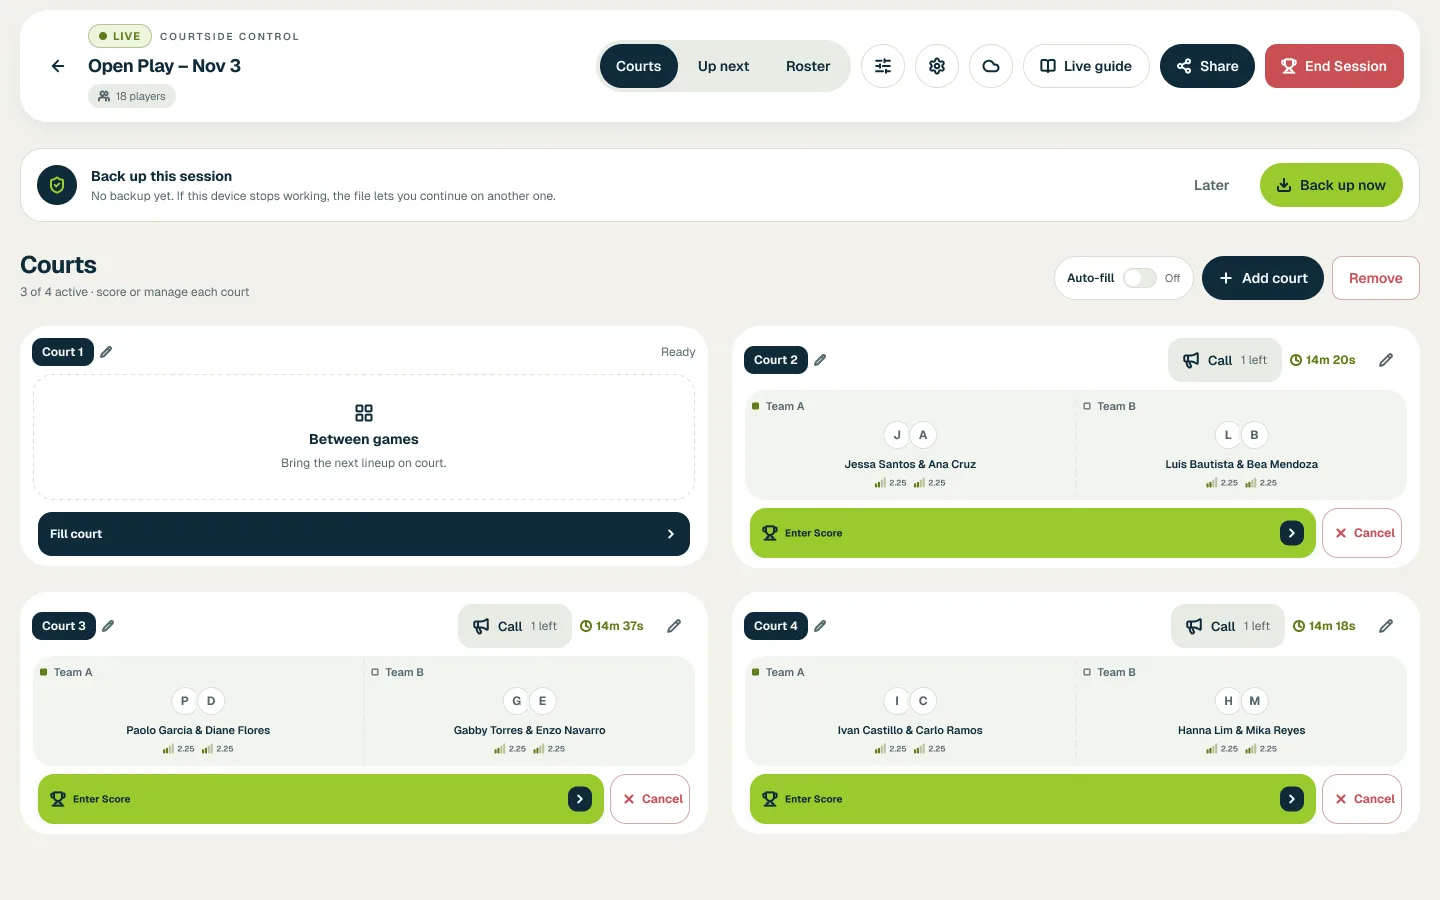 LIVE COURTSIDE CONTROL
Open Play – Nov 3
18 players
Courts Up next Roster Live guide Share End Session
Back up this session
No backup yet. If this device stops working, the file lets you continue on another one.
Later Back up now
Courts
3 of 4 active · score or manage each court
Auto-fill Off Add court Remove
Court 1 Ready
Between games
Bring the next lineup on court.
Fill court
Court 2 Call 1 left 14m 20s
Team A Team B
J A L B
Jessa Santos & Ana Cruz Luis Bautista & Bea Mendoza
2.25 2.25 2.25 2.25
Enter Score Cancel
Court 3 Call 1 left 14m 37s
Team A Team B
P D G E
Paolo Garcia & Diane Flores Gabby Torres & Enzo Navarro
2.25 2.25 2.25 2.25
Enter Score Cancel
Court 4 Call 1 left 14m 18s
Team A Team B
I C H M
Ivan Castillo & Carlo Ramos Hanna Lim & Mika Reyes
2.25 2.25 2.25 2.25
Enter Score Cancel